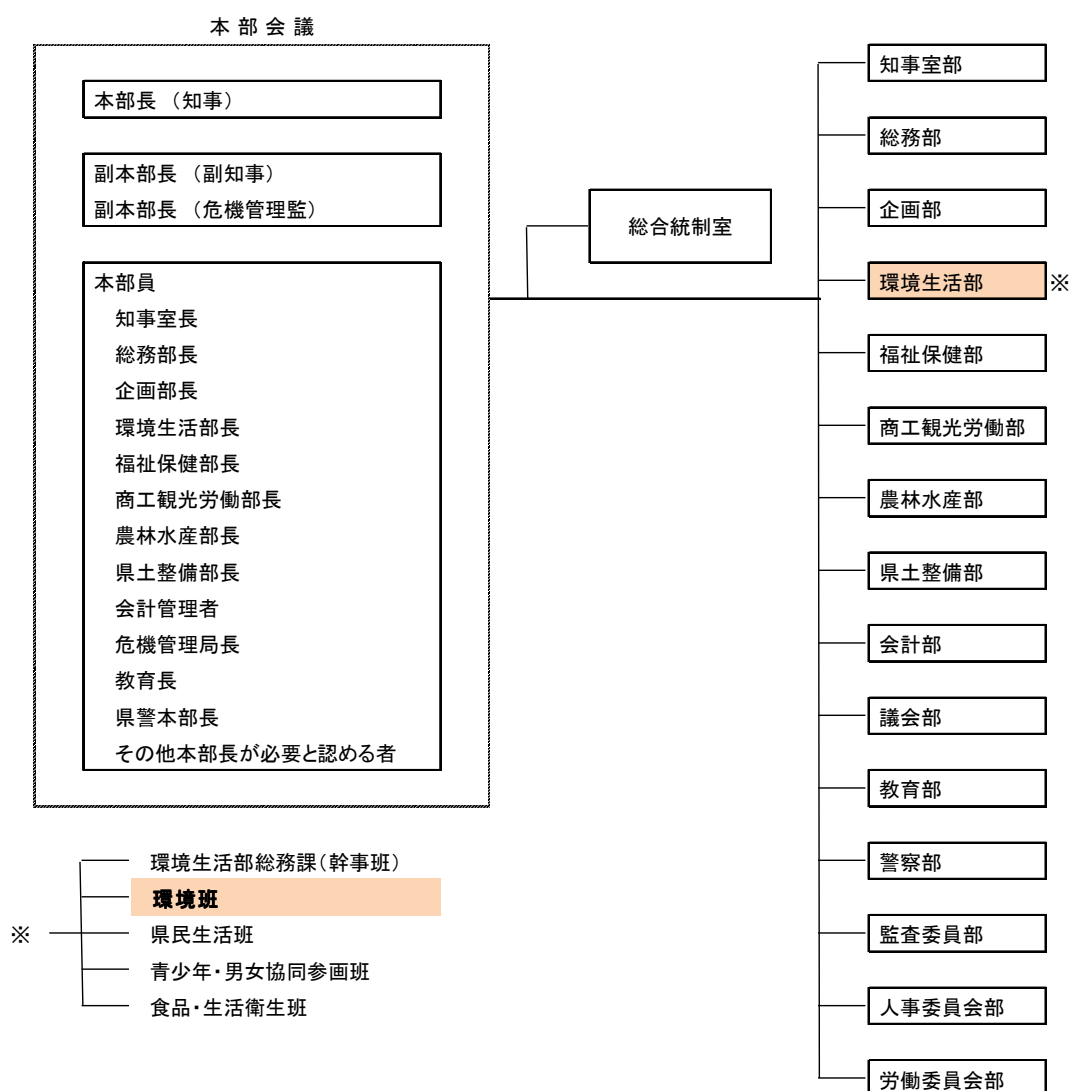 本部会議
本部長 （知事）
副本部長 （副知事）
副本部長 （危機管理監）
本部員
知事室長
総務部長
企画部長
環境生活部長
福祉保健部長
商工観光労働部長
農林水産部長
県土整備部長
会計管理者
危機管理局長
教育長
県警本部長
その他本部長が必要と認める者
総合統制室
知事室部
総務部
企画部
環境生活部 ※
福祉保健部
商工観光労働部
農林水産部
県土整備部
会計部
議会部
教育部
警察部
監査委員部
人事委員会部
労働委員会部
※
環境生活部総務課（幹事班）
環境班
県民生活班
青少年・男女協同参画班
食品・生活衛生班